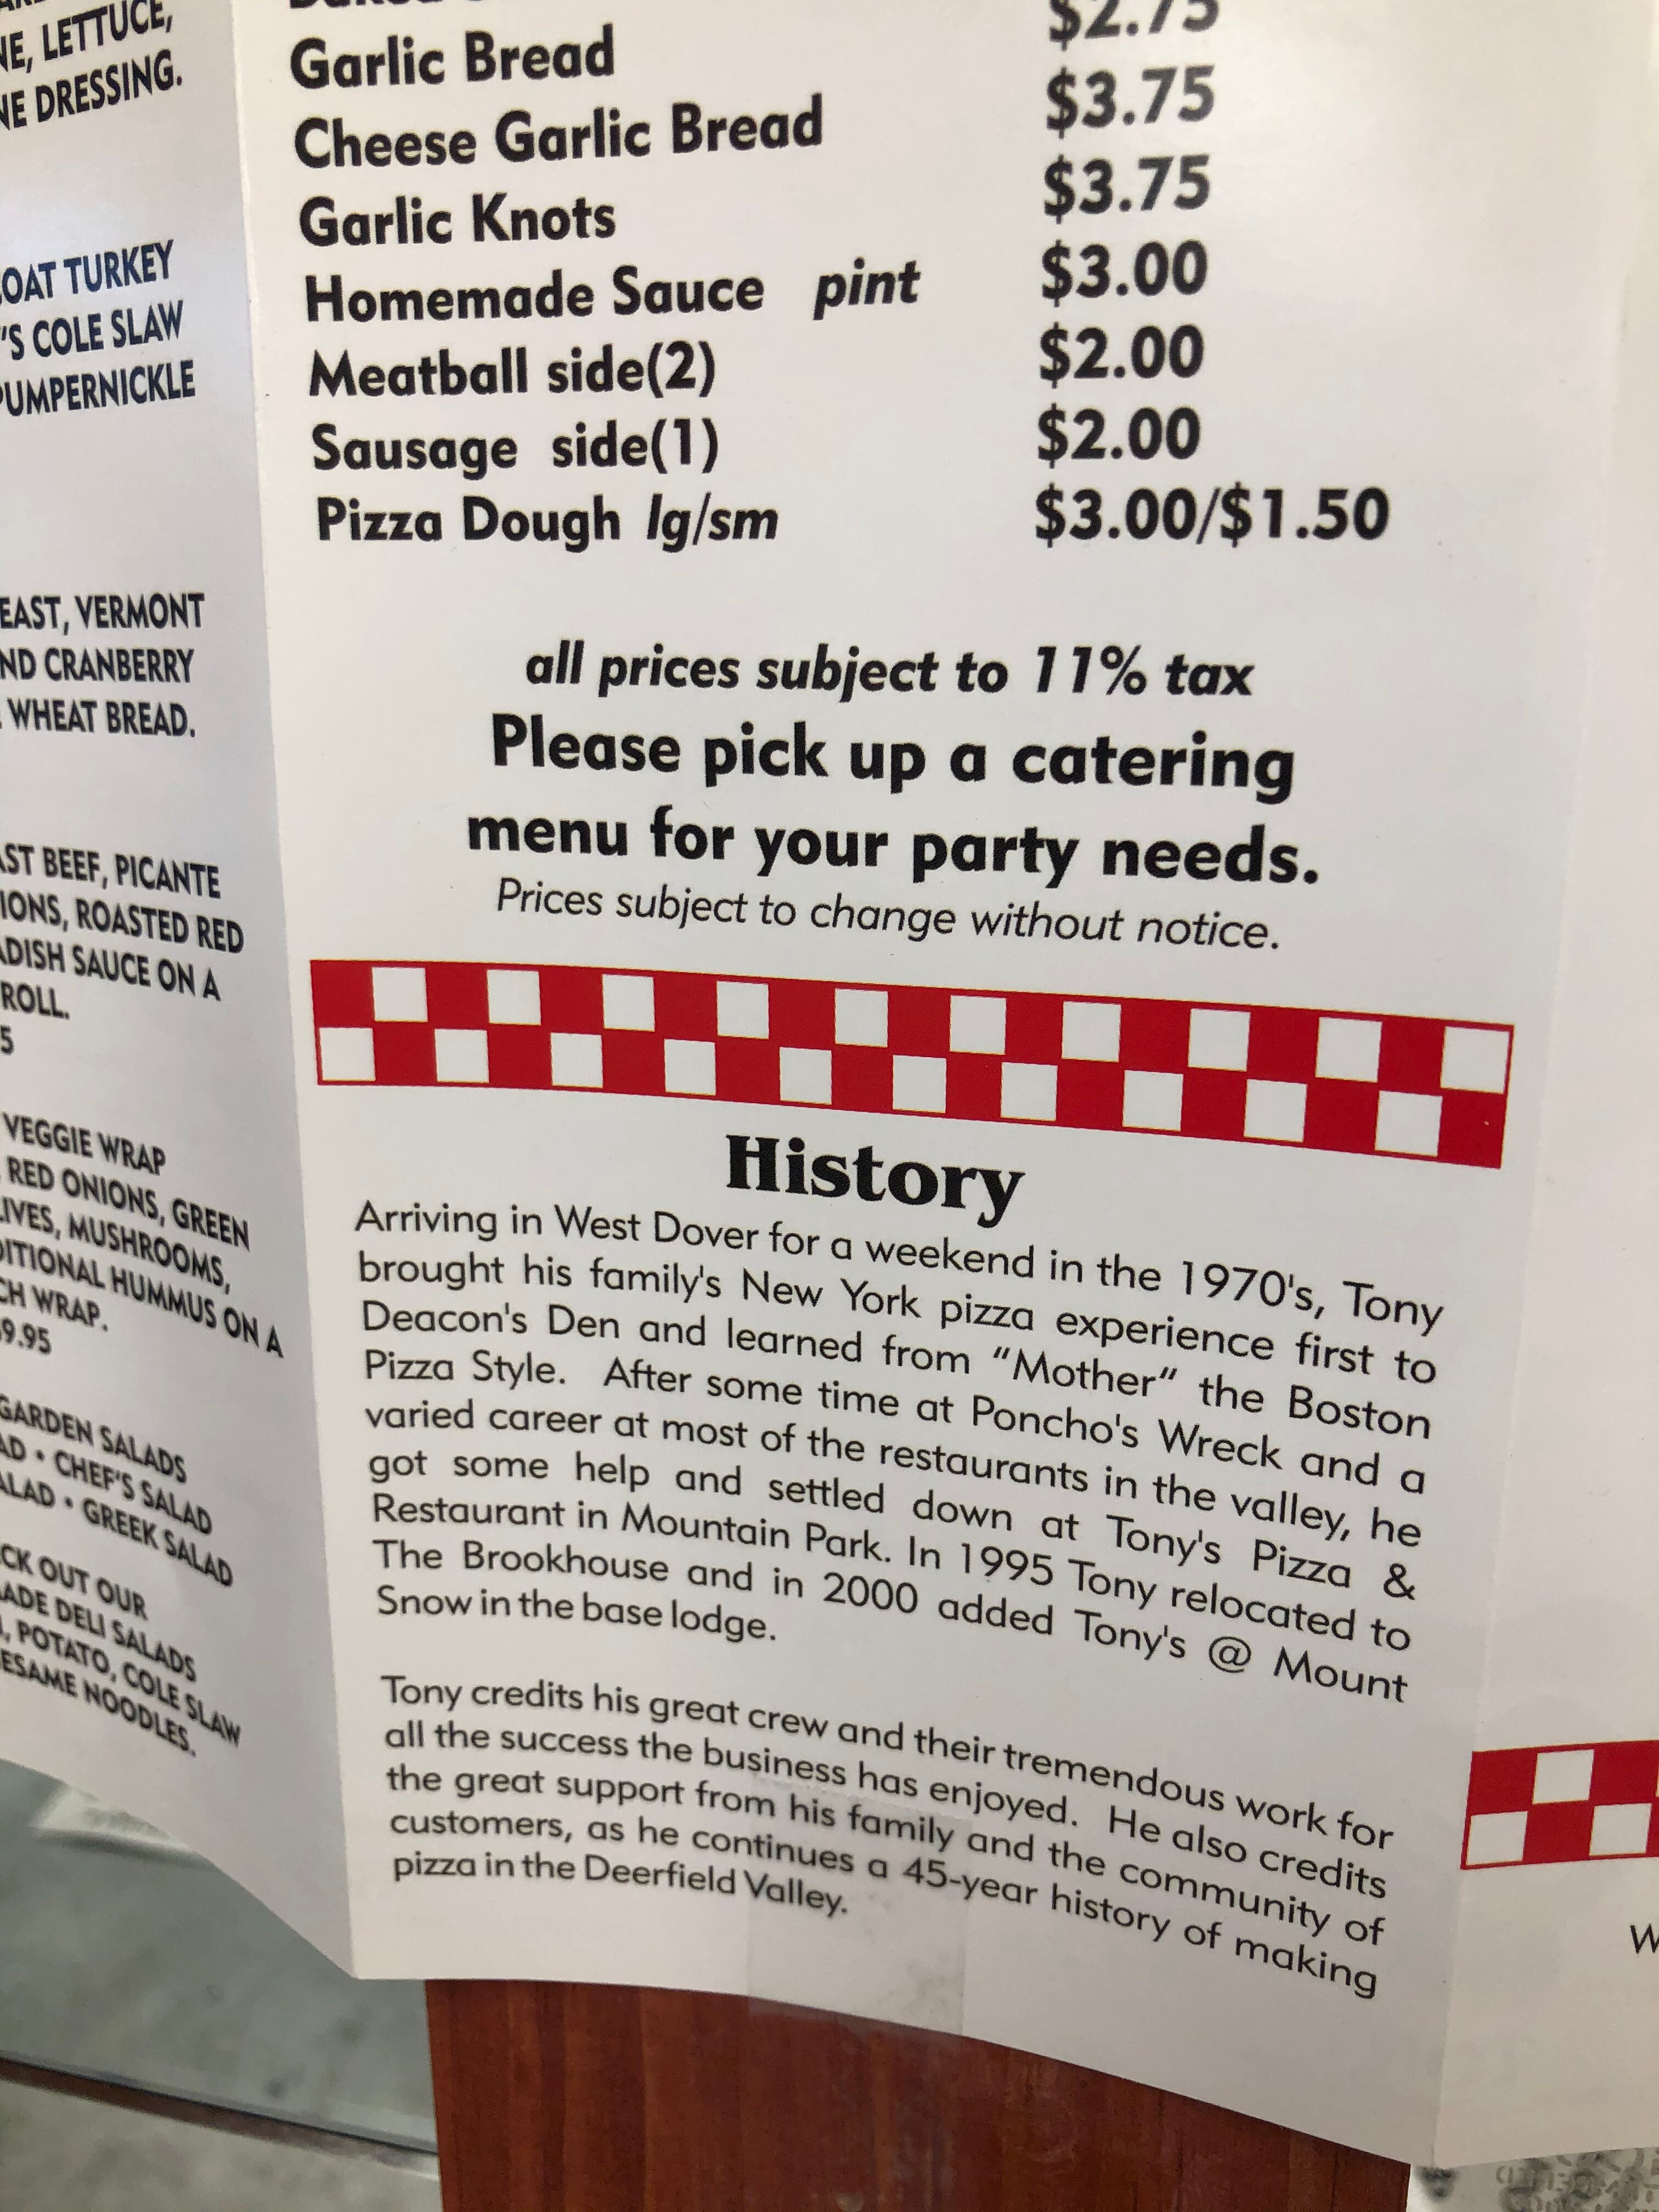 NE, LETTUCE,
NE DRESSING.
OAT TURKEY
'S COLE SLAW
PUMPERNICKLE
EAST, VERMONT
ND CRANBERRY
WHEAT BREAD.
AST BEEF, PICANTE
IONS, ROASTED RED
ADISH SAUCE ON A
ROLL.
5
VEGGIE WRAP
RED ONIONS, GREEN
LIVES, MUSHROOMS,
DITIONAL HUMMUS ON A
CH WRAP.
9.95
GARDEN SALADS
AD • CHEF'S SALAD
ALAD • GREEK SALAD
CK OUT OUR
ADE DELI SALADS
, POTATO, COLE SLAW
ESAME NOODLES.
$2.75
Garlic Bread $3.75
Cheese Garlic Bread $3.75
Garlic Knots $3.00
Homemade Sauce pint $2.00
Meatball side(2) $2.00
Sausage side(1)
Pizza Dough lg/sm $3.00/$1.50
all prices subject to 11% tax
Please pick up a catering
menu for your party needs.
Prices subject to change without notice.
History
Arriving in West Dover for a weekend in the 1970's, Tony
brought his family's New York pizza experience first to
Deacon's Den and learned from "Mother" the Boston
Pizza Style. After some time at Poncho's Wreck and a
varied career at most of the restaurants in the valley, he
got some help and settled down at Tony's Pizza &
Restaurant in Mountain Park. In 1995 Tony relocated to
The Brookhouse and in 2000 added Tony's @ Mount
Snow in the base lodge.
Tony credits his great crew and their tremendous work for
all the success the business has enjoyed. He also credits
the great support from his family and the community of
customers, as he continues a 45-year history of making
pizza in the Deerfield Valley.
W